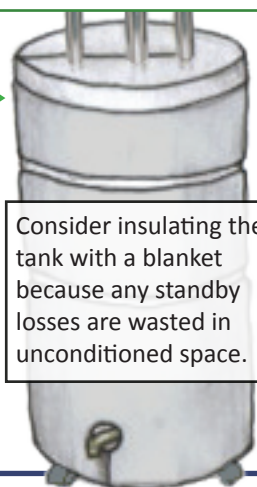 Consider insulating the
tank with a blanket
because any standby
losses are wasted in
unconditioned space.